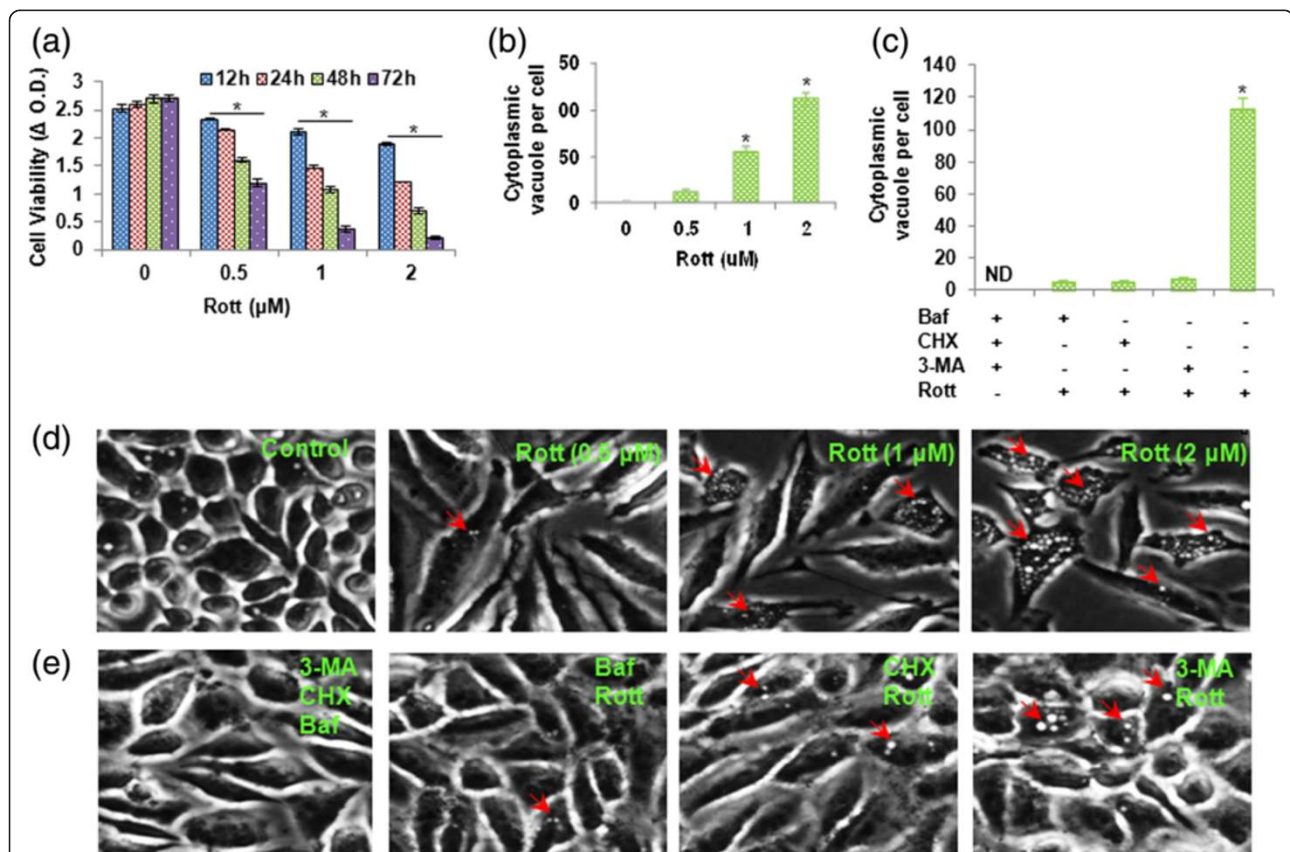 (a)
Cell Viability (Δ O.D.)
3
2.5
2
1.5
1
0.5
0
12h 24h 48h 72h
*
*
*
0 0.5 1 2
Rott (µM)
(b)
Cytoplasmic
vacuole per cell
50
00
50
0
*
*
0 0.5 1 2
Rott (uM)
(c)
Cytoplasmic
vacuole per cell
140
120
100
80
60
40
20
0
ND
*
Baf + + - - -
CHX + - + - -
3-MA + - - + -
Rott - + + + +
(d)
Control
Rott (0.5 µM)
Rott (1 µM)
Rott (2 µM)
(e)
3-MA
CHX
Baf
Baf
Rott
CHX
Rott
3-MA
Rott